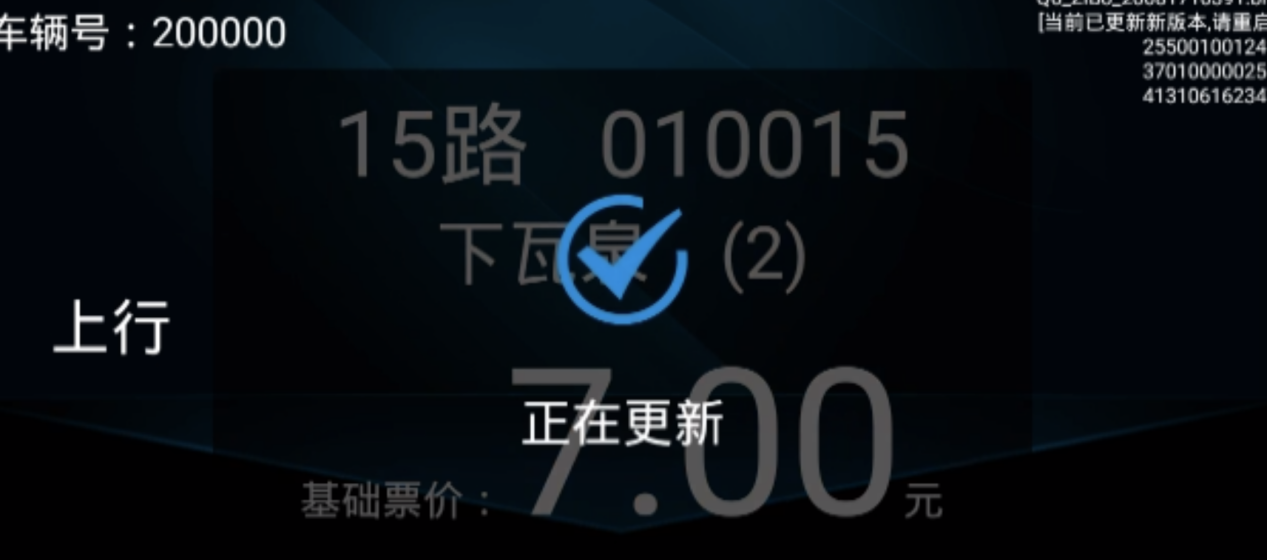 车辆号：200000
[当前已更新新版本,请重启
25500100124
37010000025
41310616234
15路 010015
下瓦泉 (2)
上行
正在更新
7.00
基础票价： 元